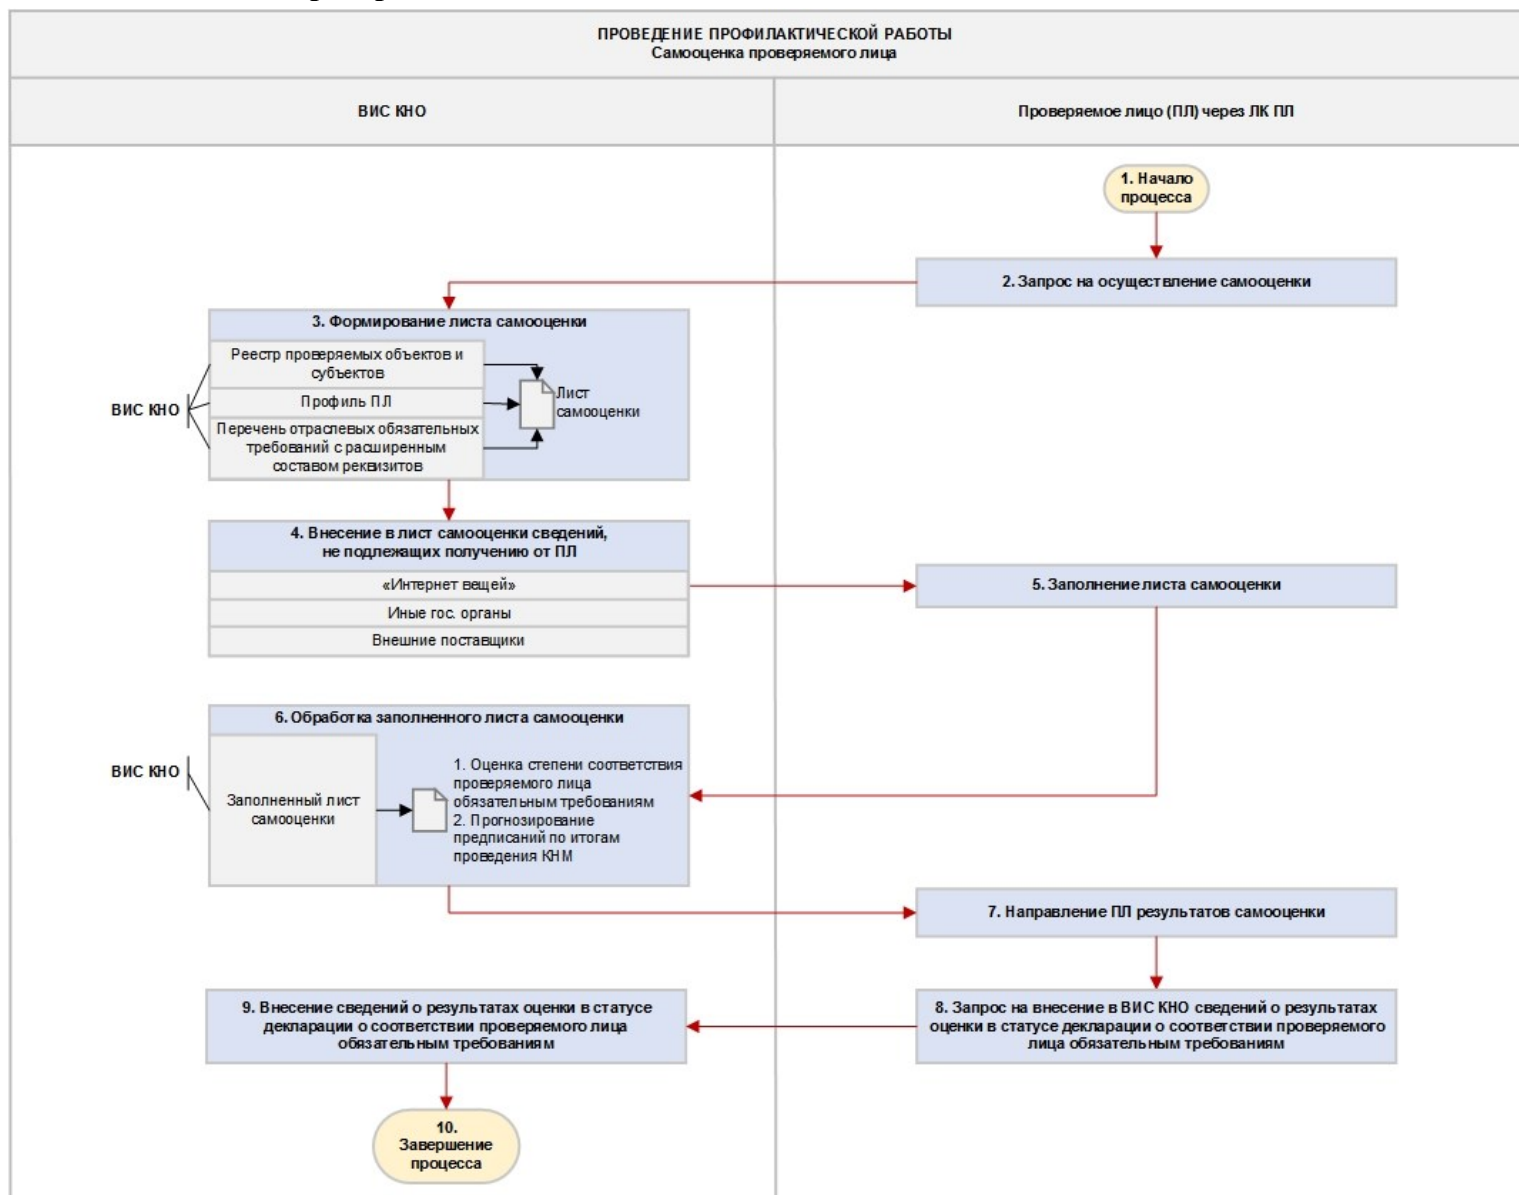 ПРОВЕДЕНИЕ ПРОФИЛАКТИЧЕСКОЙ РАБОТЫ
Самооценка проверяемого лица
ВИС КНО
Проверяемое лицо (ПЛ) через ЛК ПЛ
1. Начало
процесса
2. Запрос на осуществление самооценки
3. Формирование листа самооценки
Реестр проверяемых объектов и
субъектов
Профиль ПЛ
Перечень отраслевых обязательных
требований с расширенным
составом реквизитов
ВИС КНО
Лист
самооценки
4. Внесение в лист самооценки сведений,
не подлежащих получению от ПЛ
«Интернет вещей»
Иные гос. органы
Внешние поставщики
5. Заполнение листа самооценки
6. Обработка заполненного листа самооценки
ВИС КНО
Заполненный лист
самооценки
1. Оценка степени соответствия
проверяемого лица
обязательным требованиям
2. Прогнозирование
предписаний по итогам
проведения КНМ
7. Направление ПЛ результатов самооценки
8. Запрос на внесение в ВИС КНО сведений о результатах
оценки в статусе декларации о соответствии проверяемого
лица обязательным требованиям
9. Внесение сведений о результатах оценки в статусе
декларации о соответствии проверяемого лица
обязательным требованиям
10.
Завершение
процесса